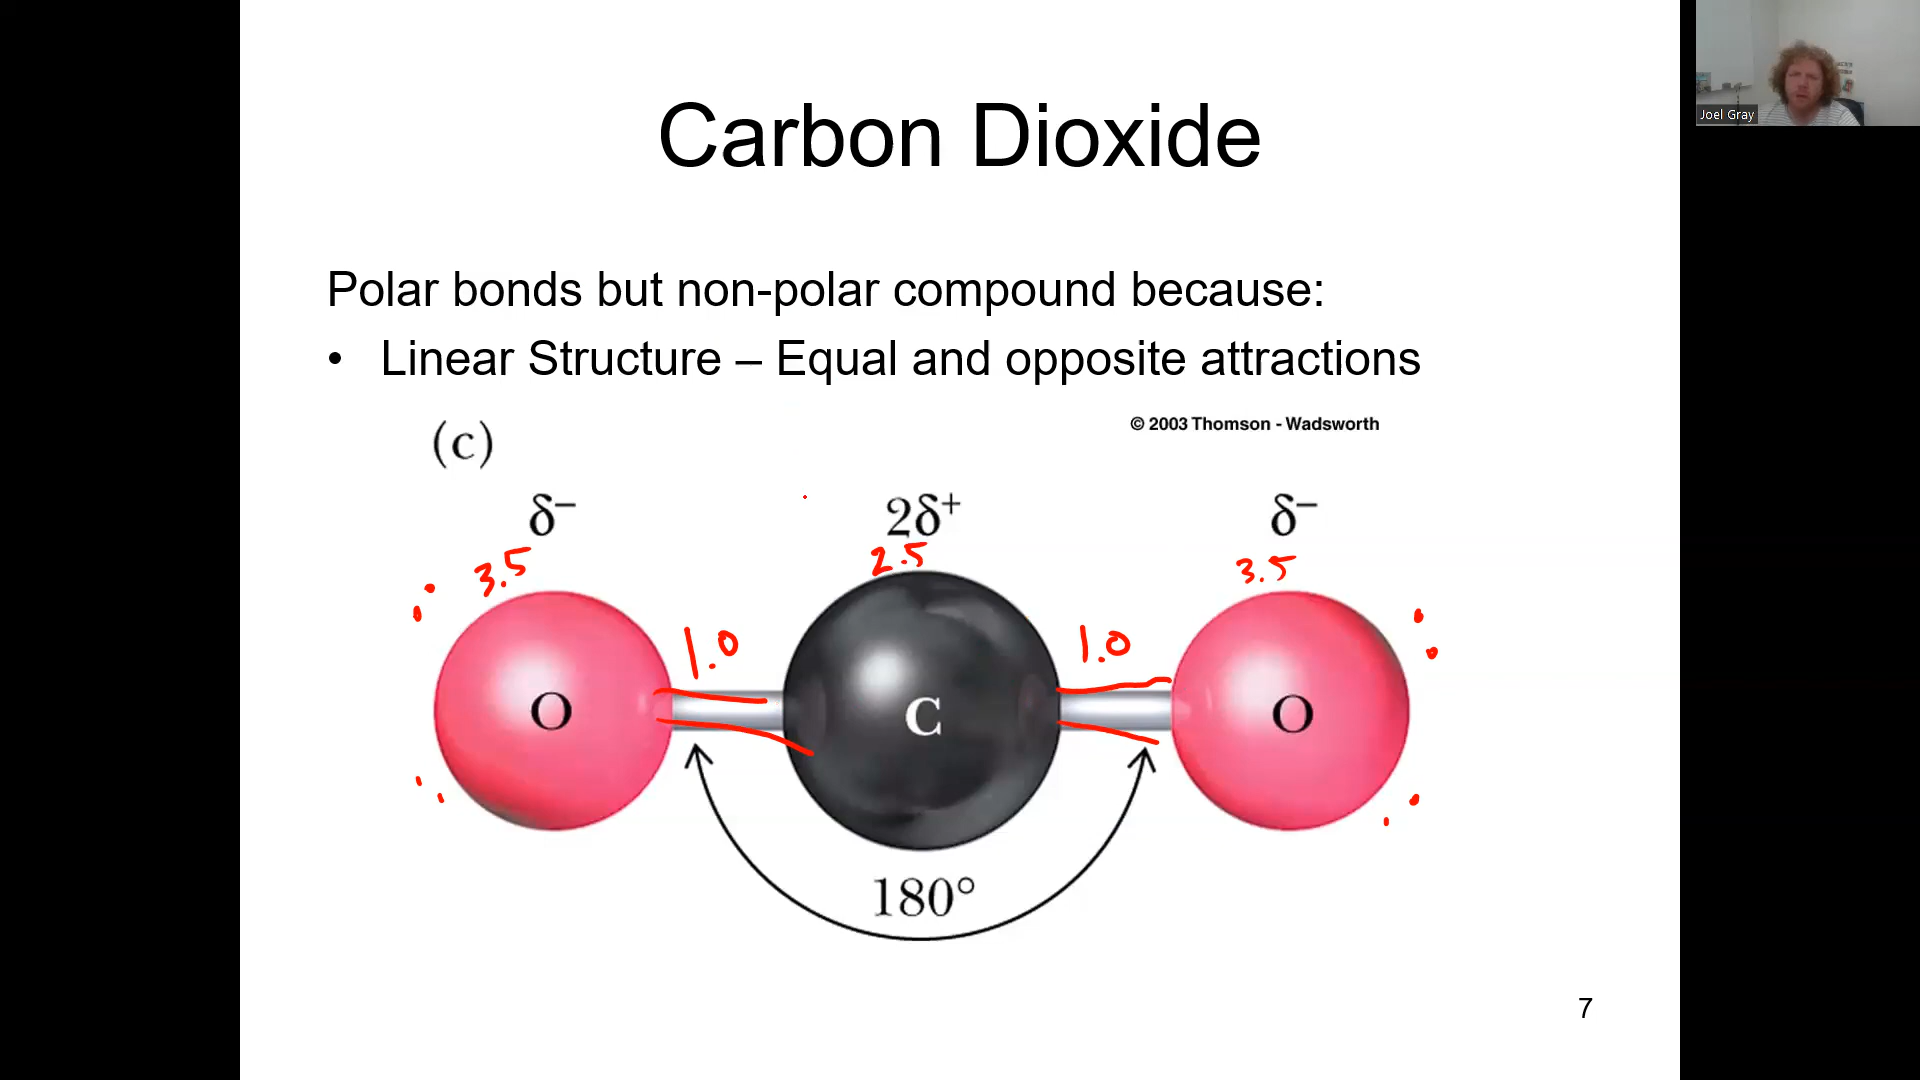 Joel Gray
Carbon Dioxide
Polar bonds but non-polar compound because:
• Linear Structure – Equal and opposite attractions
(c)
© 2003 Thomson - Wadsworth
δ− 2δ+ δ−
3.5 2.5 3.5
1.0 1.0
O C O
180°
7